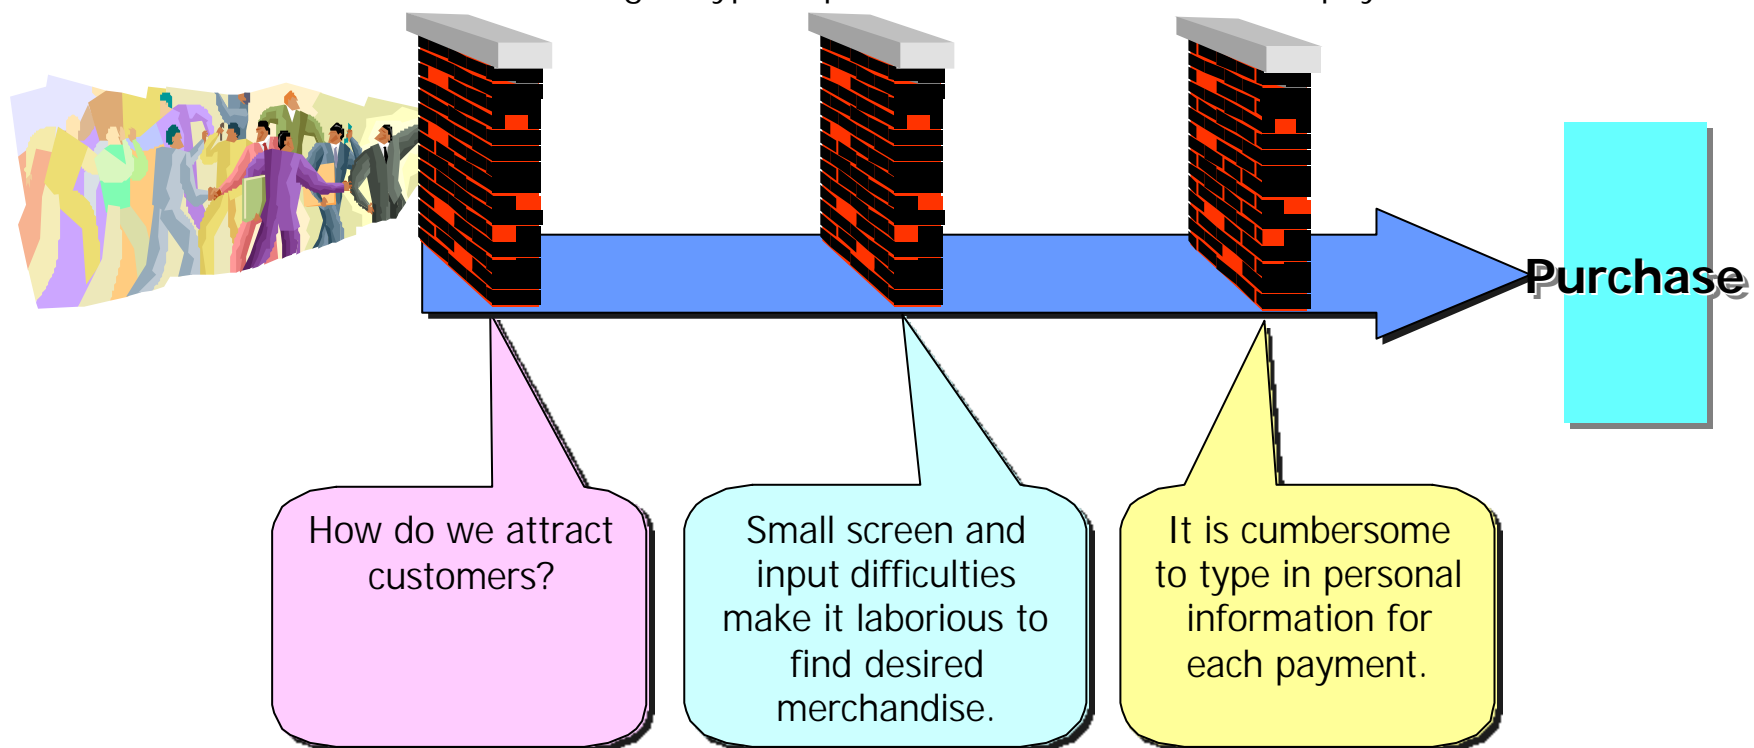 Purchase
How do we attract
customers?
Small screen and
input difficulties
make it laborious to
find desired
merchandise.
It is cumbersome
to type in personal
information for
each payment.